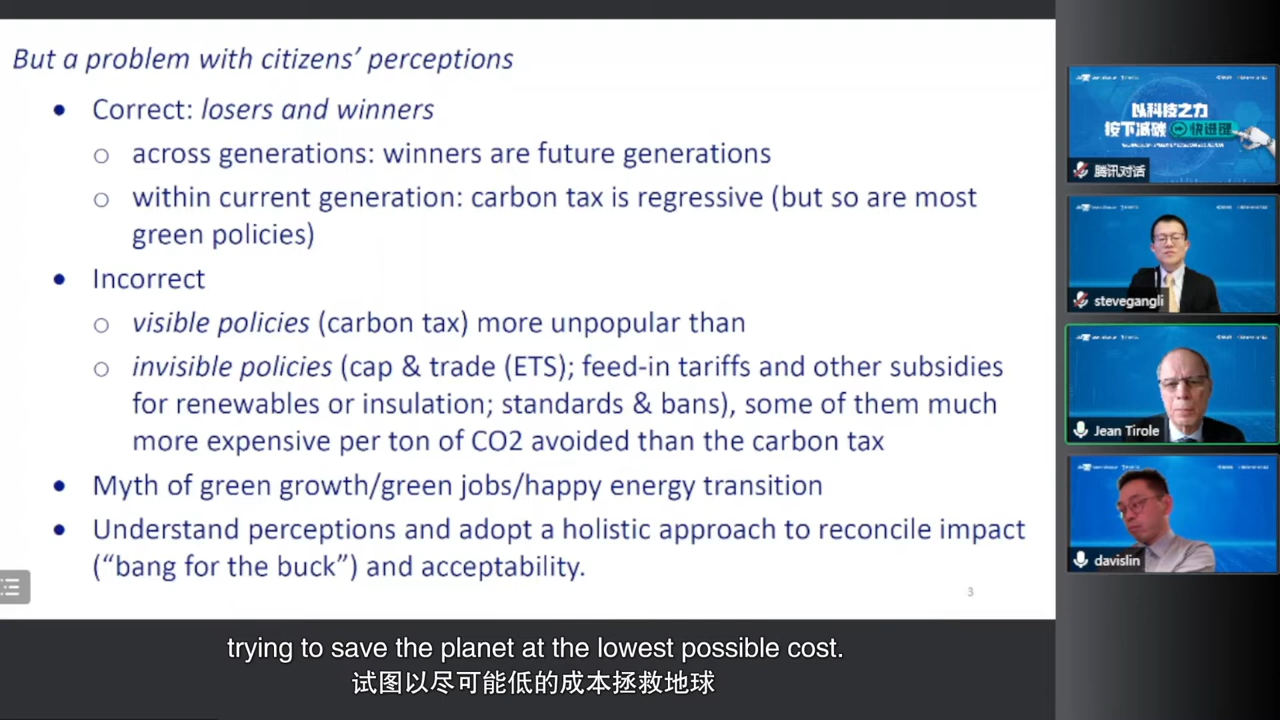 But a problem with citizens’ perceptions
• Correct: losers and winners
○ across generations: winners are future generations
○ within current generation: carbon tax is regressive (but so are most
green policies)
• Incorrect
○ visible policies (carbon tax) more unpopular than
○ invisible policies (cap & trade (ETS); feed-in tariffs and other subsidies
for renewables or insulation; standards & bans), some of them much
more expensive per ton of CO2 avoided than the carbon tax
• Myth of green growth/green jobs/happy energy transition
• Understand perceptions and adopt a holistic approach to reconcile impact
(“bang for the buck”) and acceptability.
3
以科技之力
按下减碳 快进键
腾讯对话
stevegangli
Jean Tirole
davislin
trying to save the planet at the lowest possible cost.
试图以尽可能低的成本拯救地球